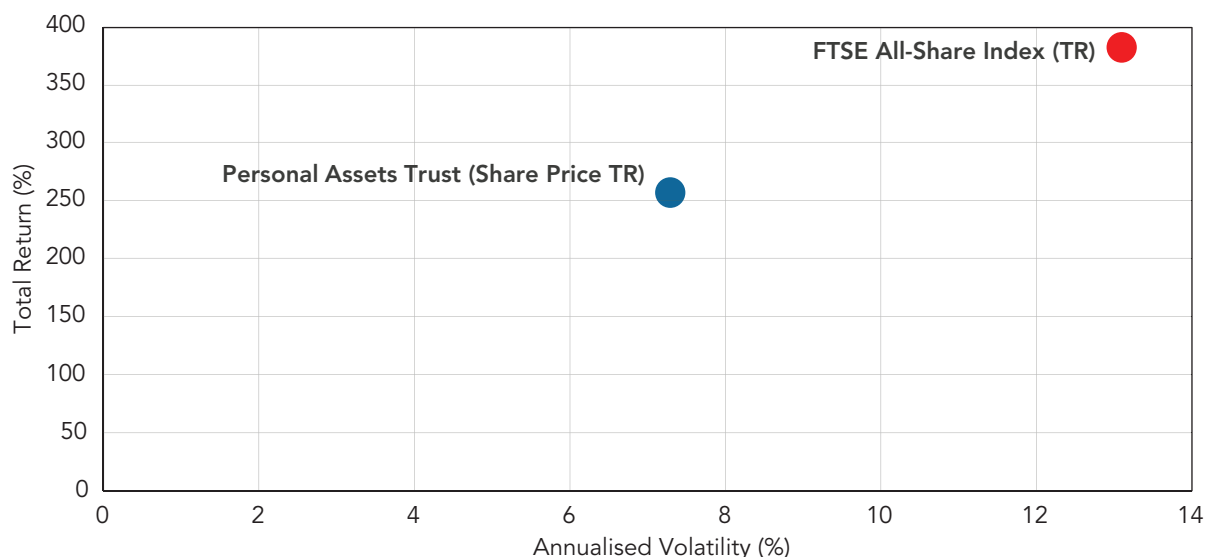 400
FTSE All-Share Index (TR)
350
300
Personal Assets Trust (Share Price TR)
250
200
150
100
50
0
Total Return (%)
0 2 4 6 8 10 12 14
Annualised Volatility (%)